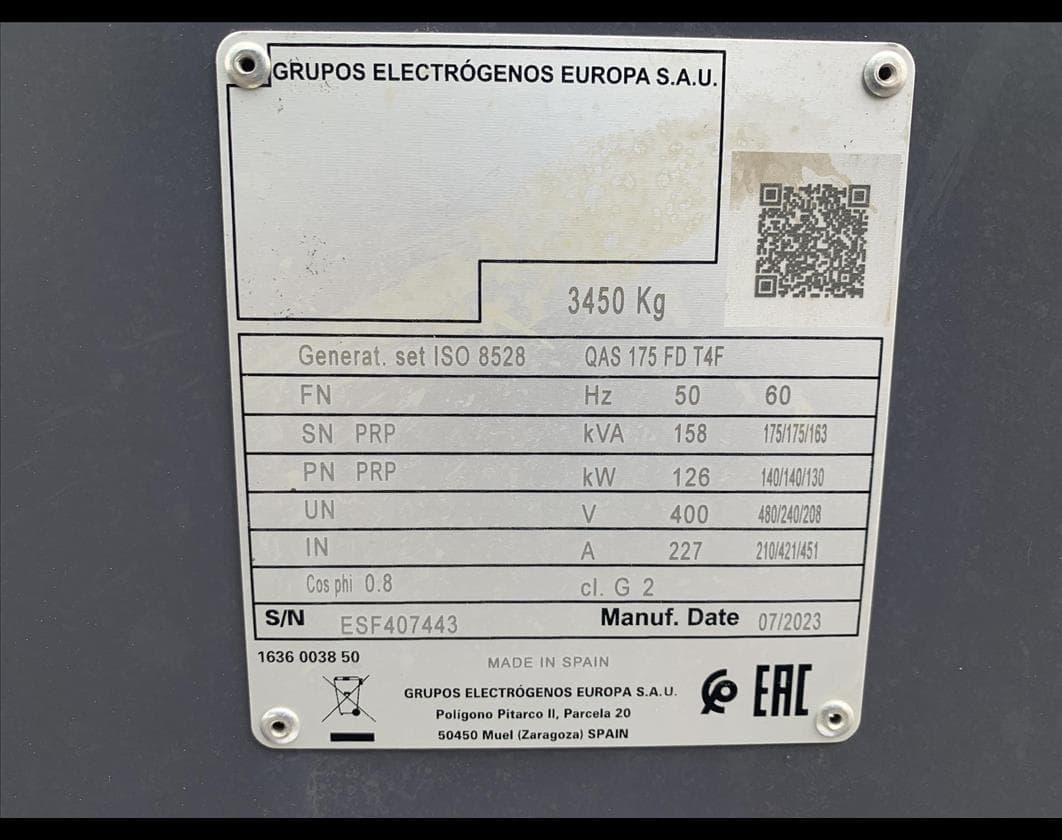 GRUPOS ELECTRÓGENOS EUROPA S.A.U.
3450 Kg
Generat. set ISO 8528 QAS 175 FD T4F
FN Hz 50 60
SN PRP kVA 158 175/175/163
PN PRP kW 126 140/140/130
UN V 400 480/240/208
IN A 227 210/421/451
Cos phi 0.8 cl. G 2
S/N ESF407443 Manuf. Date 07/2023
1636 0038 50
MADE IN SPAIN
GRUPOS ELECTRÓGENOS EUROPA S.A.U.
Polígono Pitarco II, Parcela 20
50450 Muel (Zaragoza) SPAIN
EAC